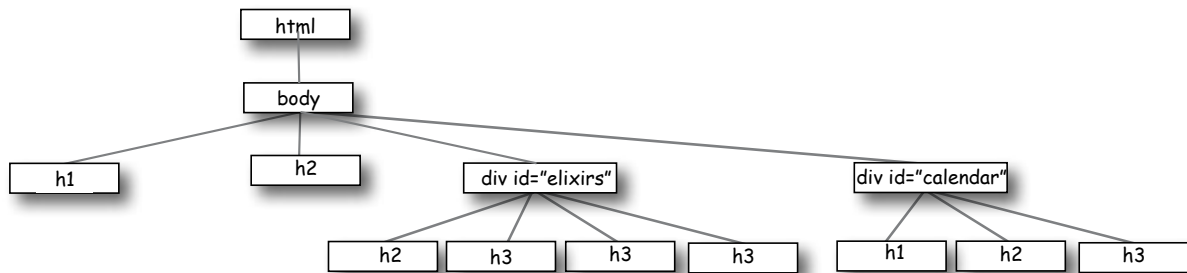 html
body
h1
h2
div id="elixirs"
div id="calendar"
h2
h3
h3
h3
h1
h2
h3